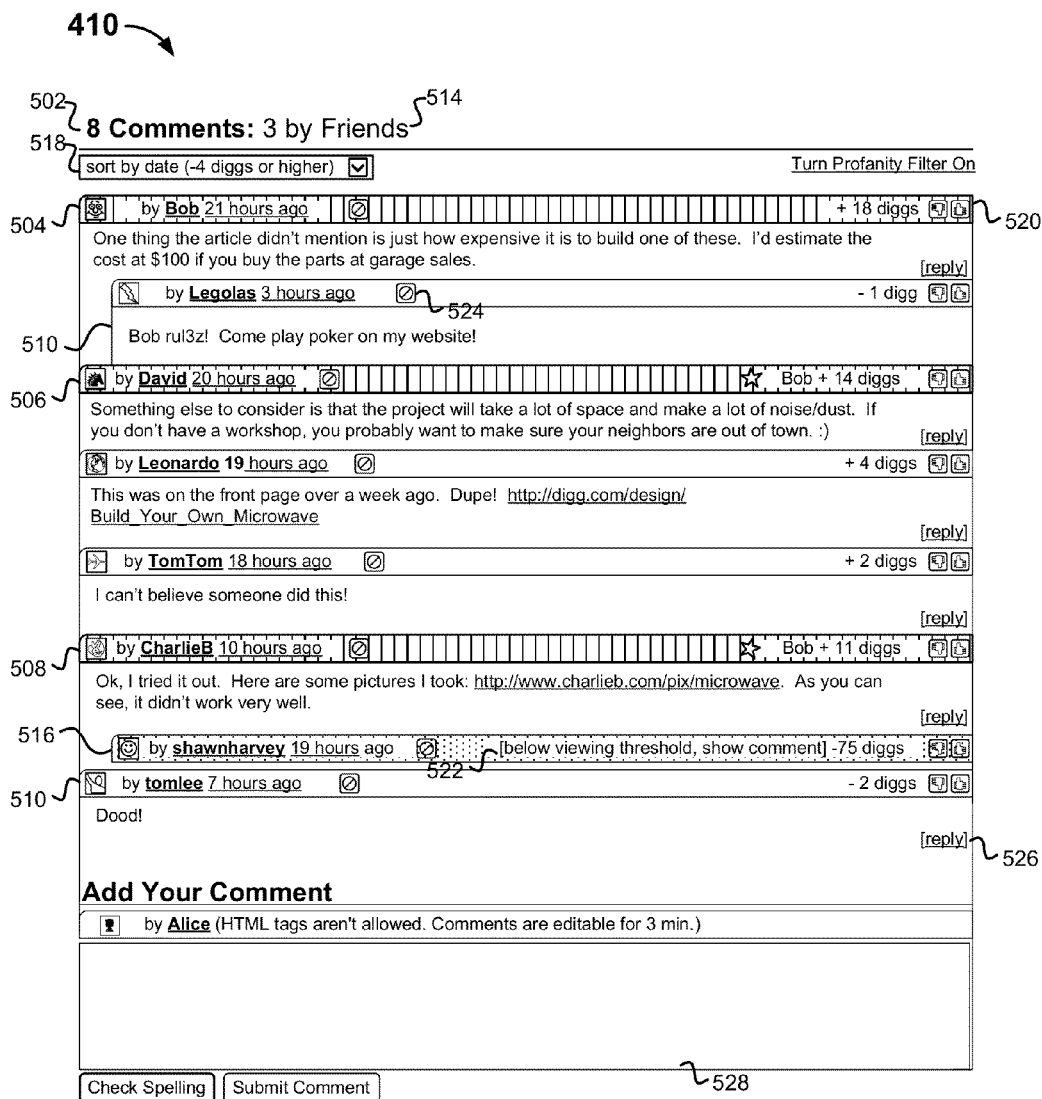 410
502 514
8 Comments: 3 by Friends
518
sort by date (-4 diggs or higher) Turn Profanity Filter On
504 by Bob 21 hours ago + 18 diggs 520
One thing the article didn't mention is just how expensive it is to build one of these. I'd estimate the
cost at $100 if you buy the parts at garage sales.
[reply]
by Legolas 3 hours ago - 1 digg
524
510 Bob rul3z! Come play poker on my website!
506 by David 20 hours ago Bob + 14 diggs
Something else to consider is that the project will take a lot of space and make a lot of noise/dust. If
you don't have a workshop, you probably want to make sure your neighbors are out of town. :)
[reply]
by Leonardo 19 hours ago + 4 diggs
This was on the front page over a week ago. Dupe! http://digg.com/design/
Build_Your_Own_Microwave
[reply]
by TomTom 18 hours ago + 2 diggs
I can't believe someone did this!
[reply]
508 by CharlieB 10 hours ago Bob + 11 diggs
Ok, I tried it out. Here are some pictures I took: http://www.charlieb.com/pix/microwave. As you can
see, it didn't work very well.
[reply]
516 by shawnharvey 19 hours ago [below viewing threshold, show comment] -75 diggs
522
510 by tomlee 7 hours ago - 2 diggs
Dood!
[reply] 526
Add Your Comment
by Alice (HTML tags aren't allowed. Comments are editable for 3 min.)
528
Check Spelling Submit Comment